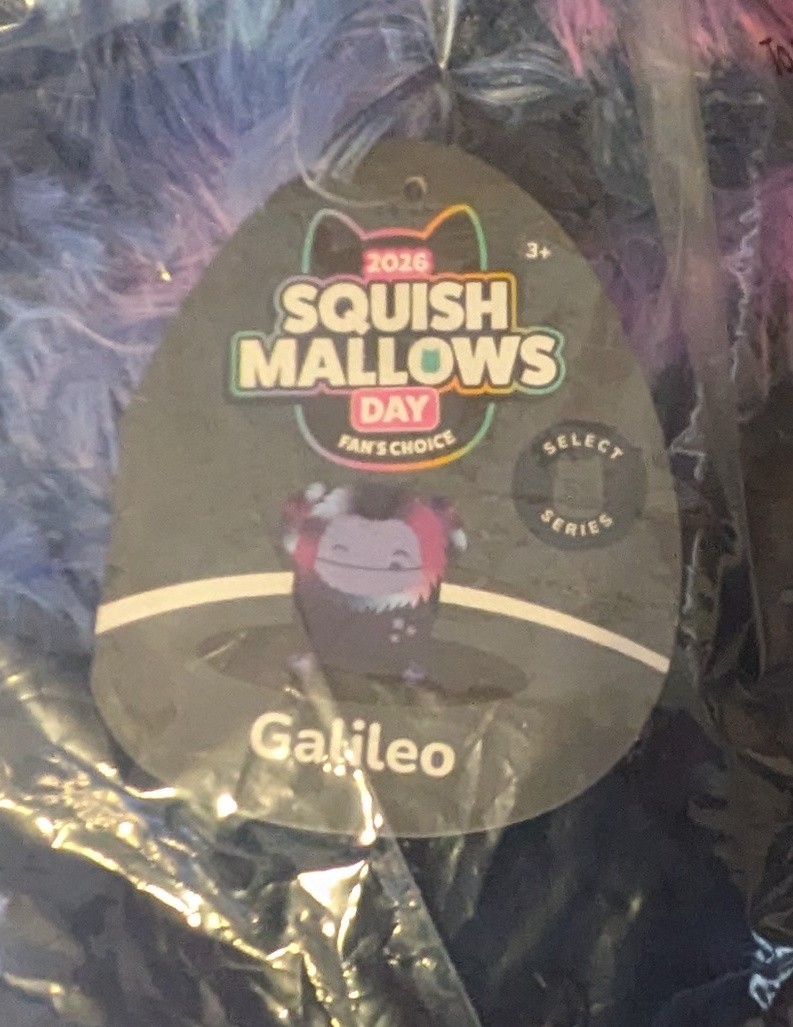 3+
2026
SQUISH
MALLOWS
DAY
FAN'S CHOICE
SELECT
SERIES
Galileo